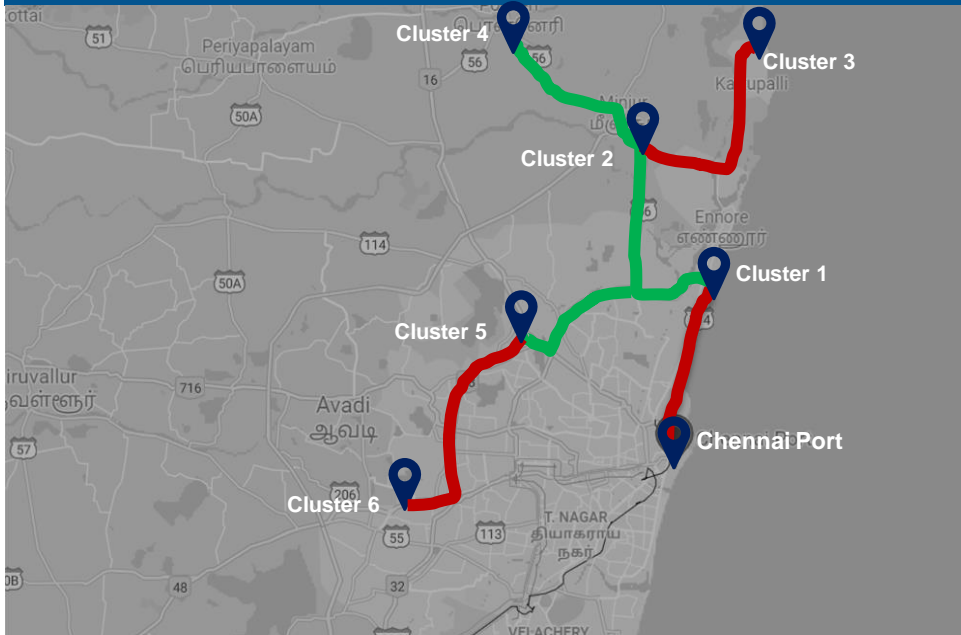 51
Periyapalayam
பெரியபாளையம்
Cluster 4
56
56
Cluster 3
16
50A
Minjur
Cluster 2
Ennore
எண்ணூர்
114
50A
Cluster 1
Cluster 5
716
Avadi
ஆவடி
57
Chennai Port
Cluster 6
206
55
113
T. NAGAR
தியாகராய
நகர்
32
48
VELACHERY